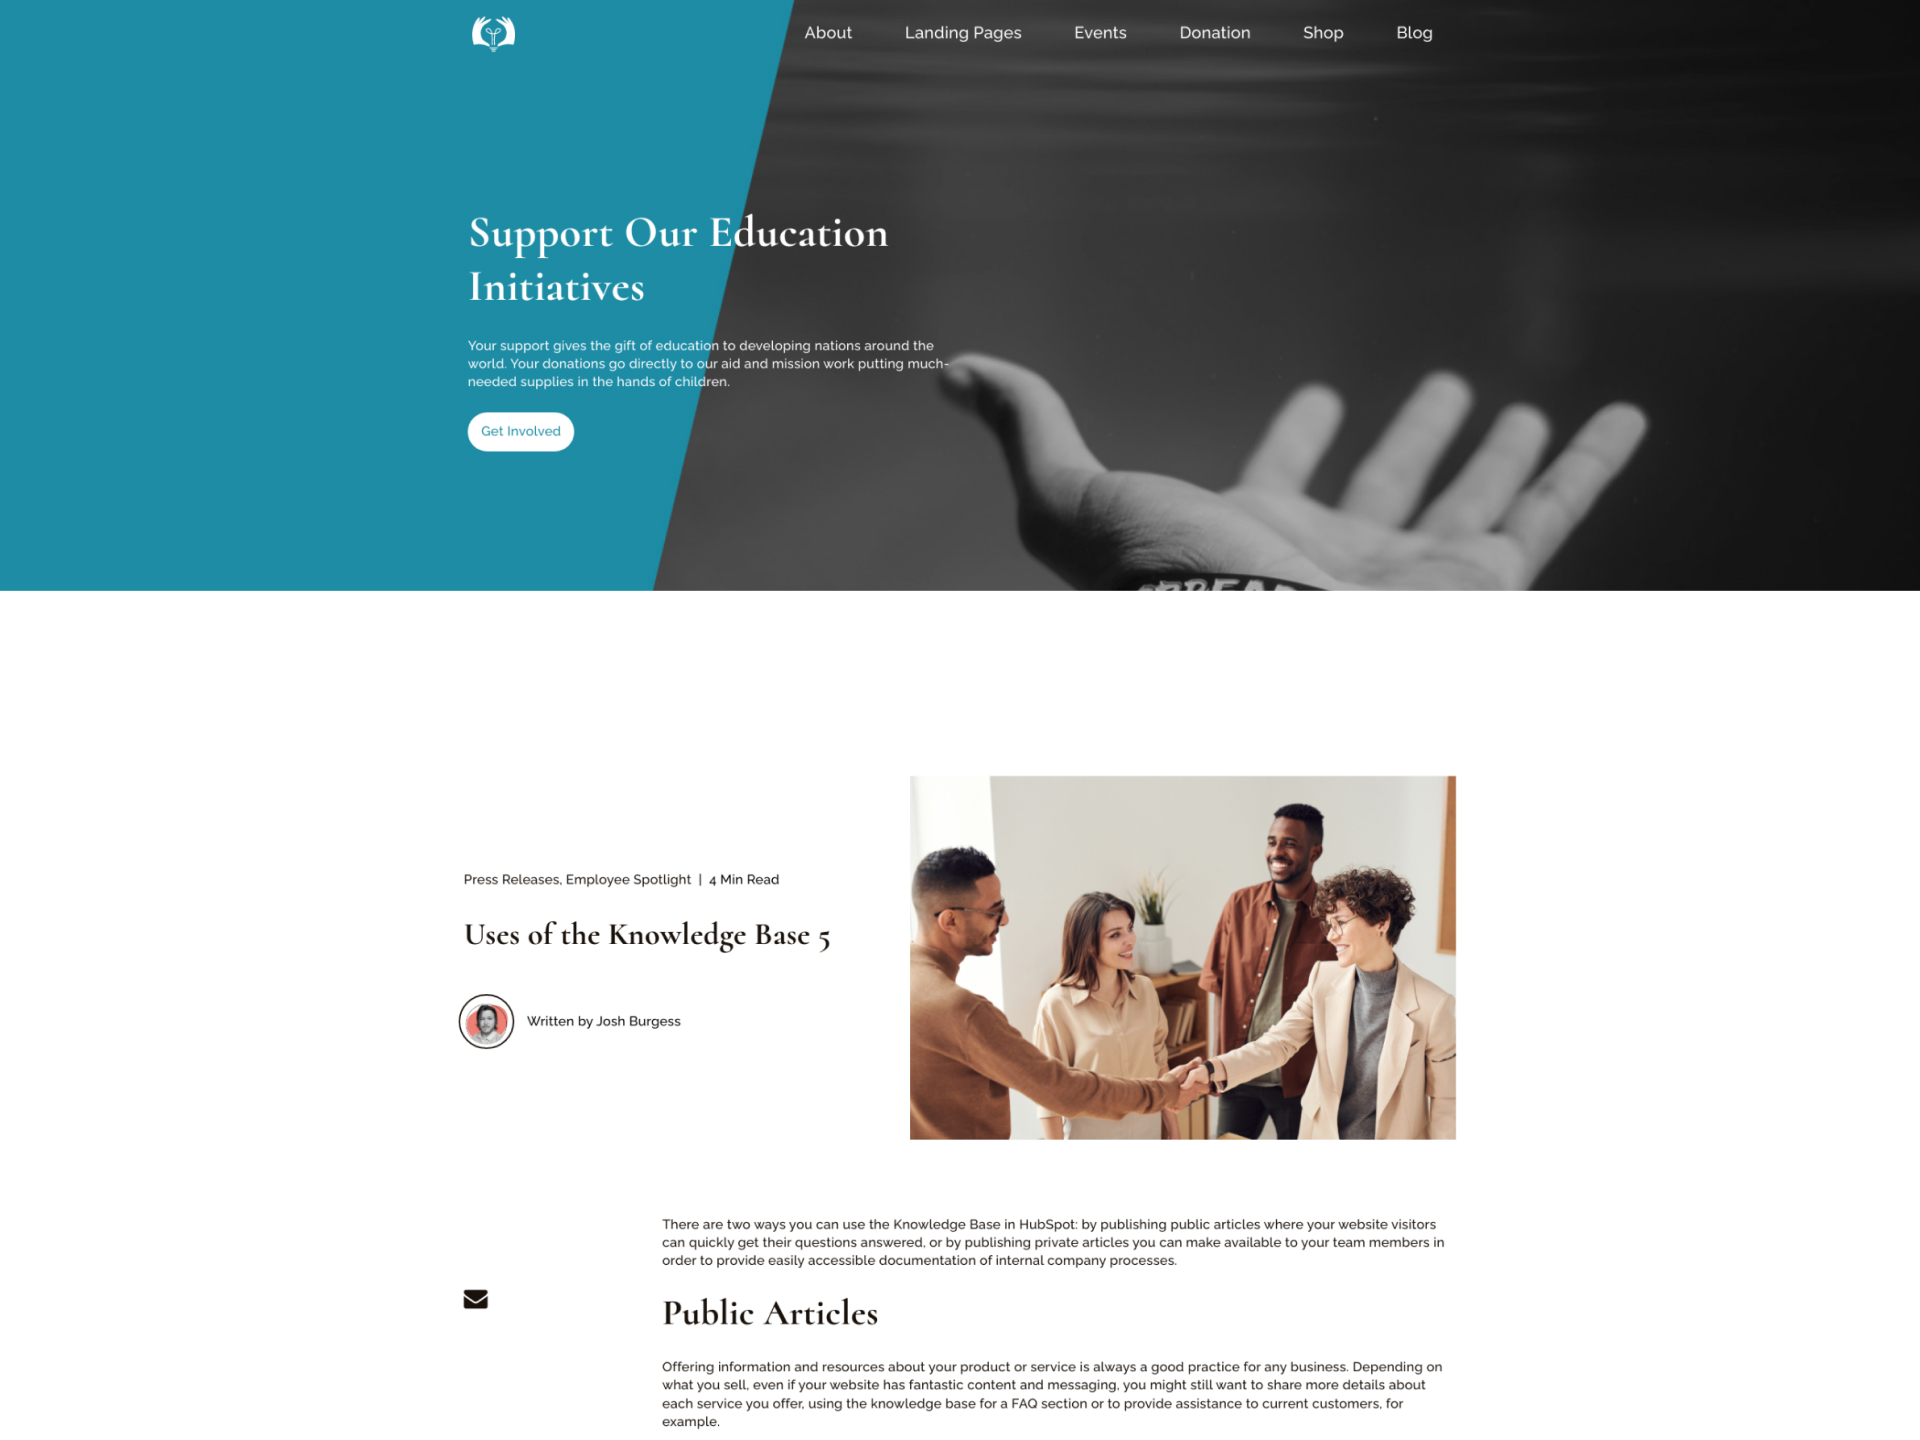 About
Landing Pages
Events
Donation
Shop
Blog
Support Our Education
Initiatives
Your support gives the gift of education to developing nations around the
world. Your donations go directly to our aid and mission work putting much-
needed supplies in the hands of children.
Get Involved
Press Releases, Employee Spotlight | 4 Min Read
Uses of the Knowledge Base 5
Written by Josh Burgess
There are two ways you can use the Knowledge Base in HubSpot: by publishing public articles where your website visitors
can quickly get their questions answered, or by publishing private articles you can make available to your team members in
order to provide easily accessible documentation of internal company processes.
Public Articles
Offering information and resources about your product or service is always a good practice for any business. Depending on
what you sell, even if your website has fantastic content and messaging, you might still want to share more details about
each service you offer, using the knowledge base for a FAQ section or to provide assistance to current customers, for
example.